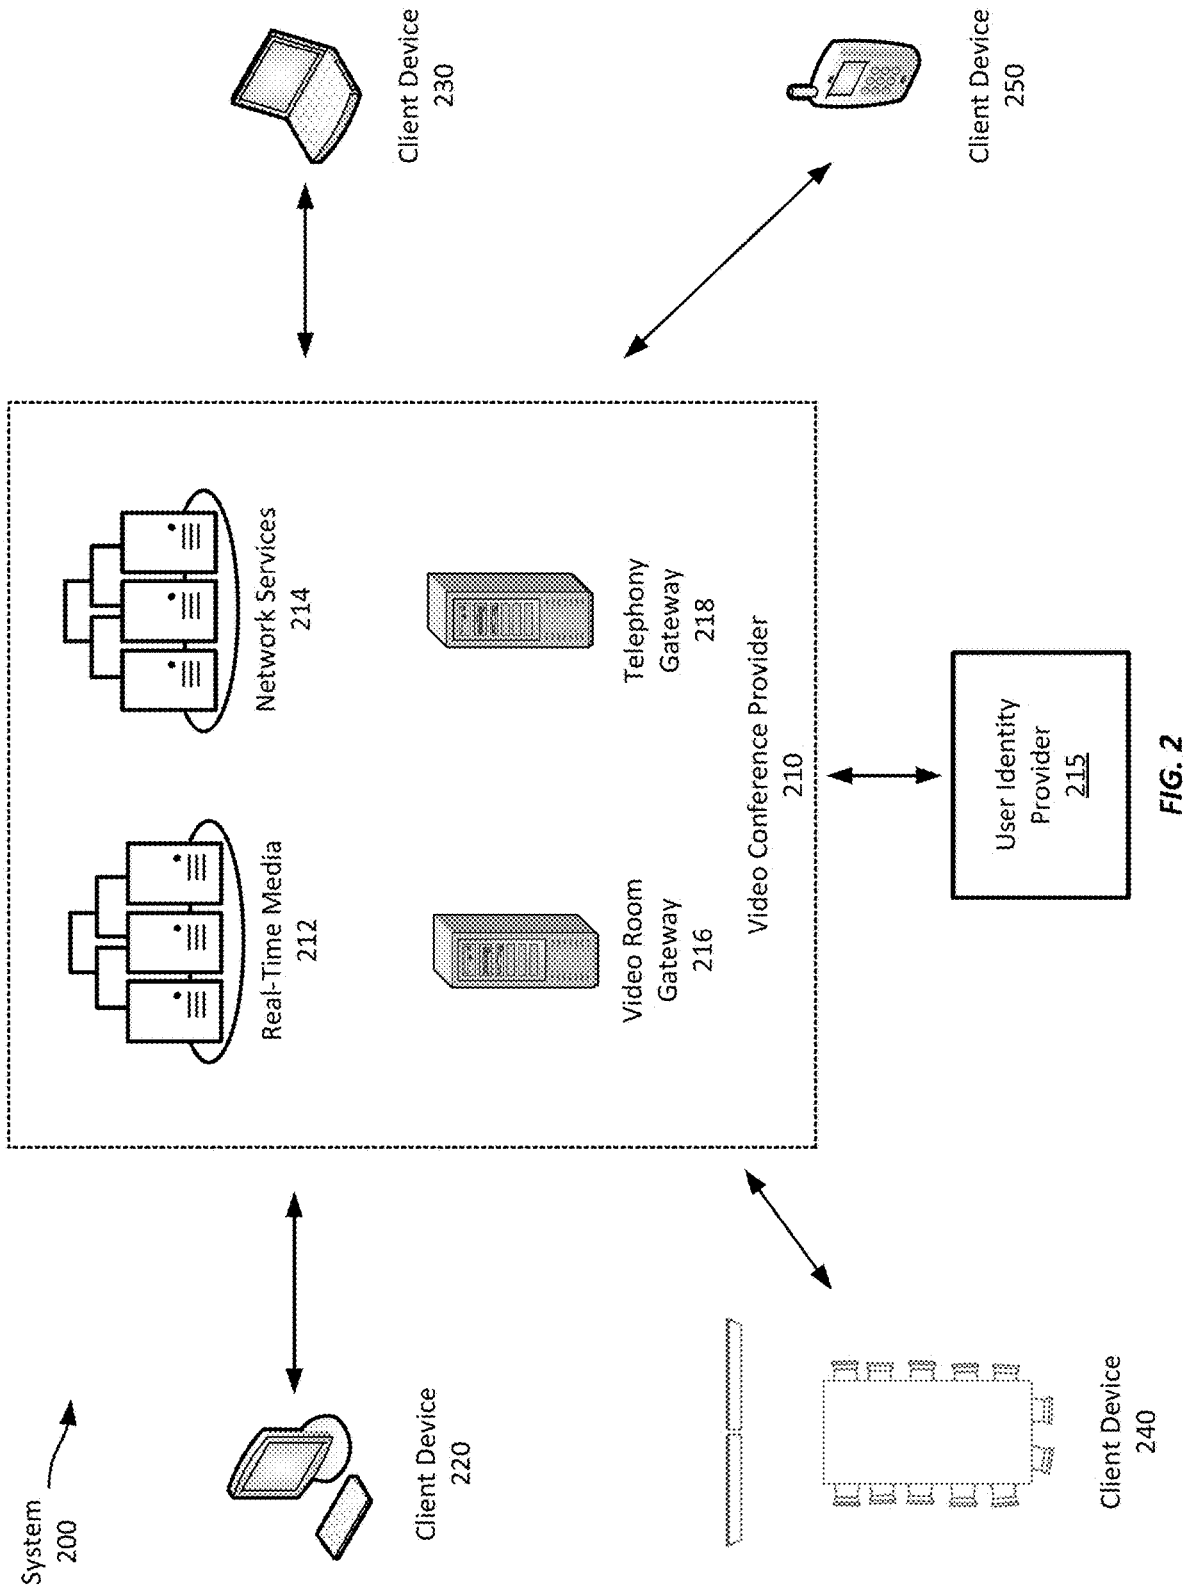 System
200
Real-Time Media
212
Network Services
214
Client Device
220
Client Device
230
Video Room
Gateway
216
Telephony
Gateway
218
Video Conference Provider
210
Client Device
240
User Identity
Provider
215
Client Device
250
FIG. 2